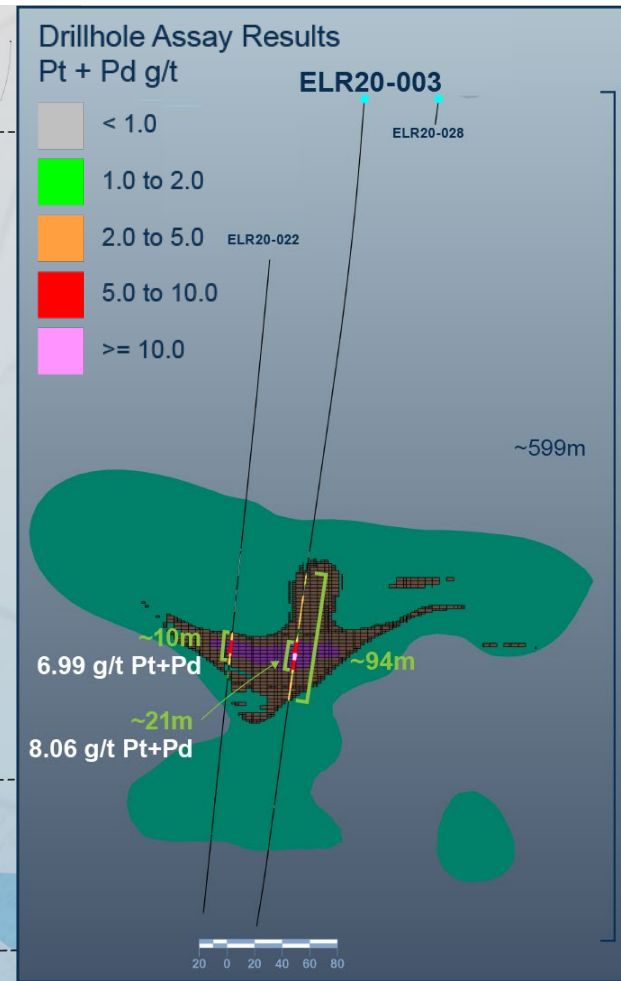 Drillhole Assay Results
Pt + Pd g/t
ELR20-003
< 1.0
ELR20-028
1.0 to 2.0
2.0 to 5.0
ELR20-022
5.0 to 10.0
>= 10.0
~599m
~10m
6.99 g/t Pt+Pd
~94m
~21m
8.06 g/t Pt+Pd
20 0 20 40 60 80